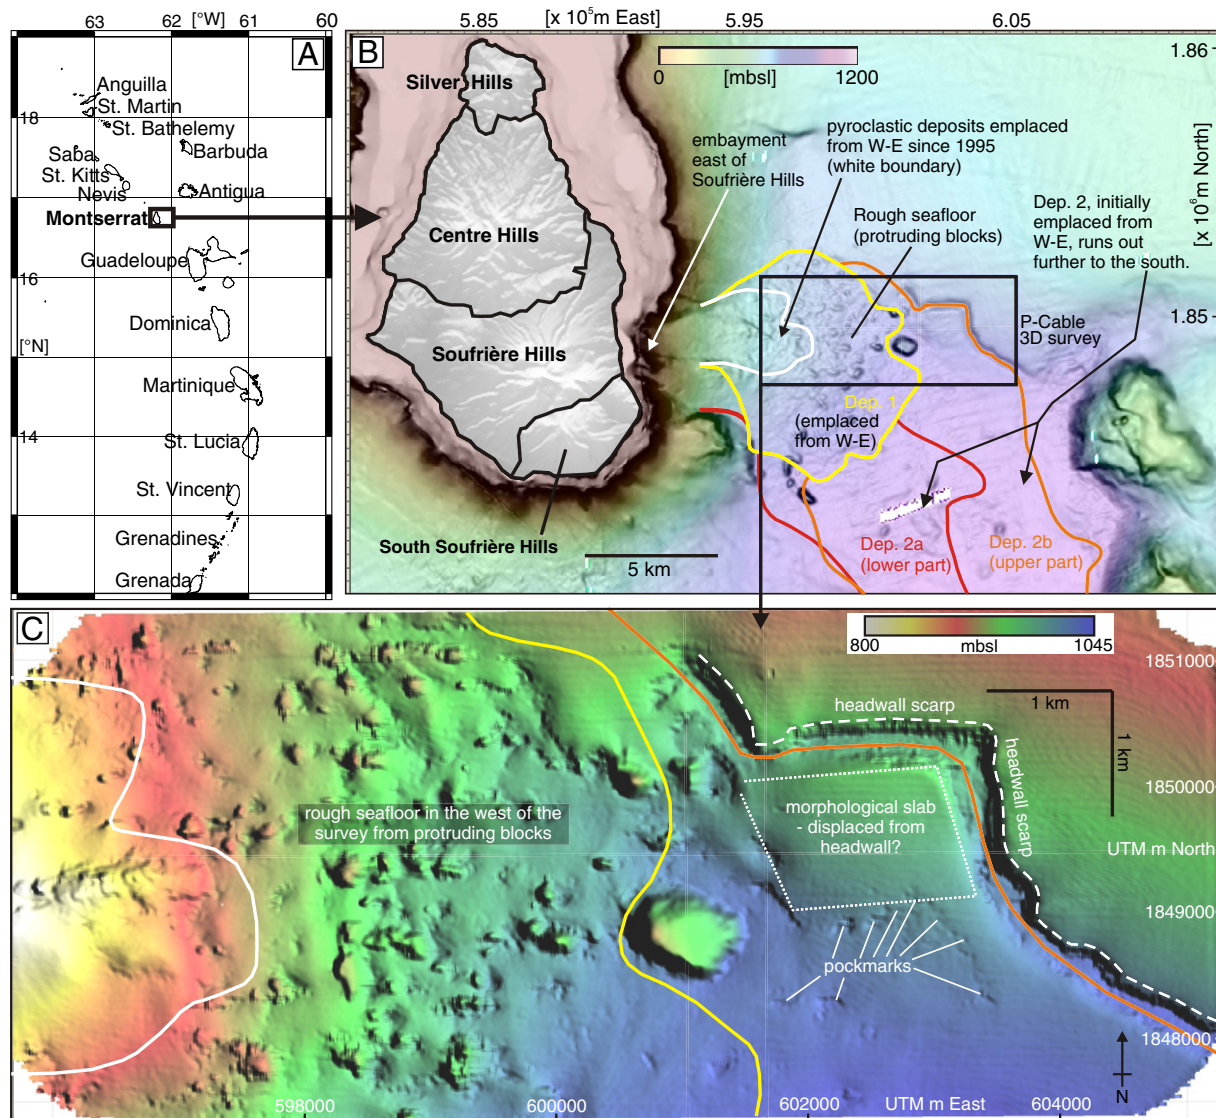 63
62
[°W]
61
60
A
Anguilla
St. Martin
18
St. Bathelemy
Saba
Barbuda
St. Kitts
Nevis
Antigua
Montserrat
Guadeloupe
16
Dominica
[°N]
Martinique
14
St. Lucia
St. Vincent
Grenadines
Grenada
5.85
[x 10⁵m East]
5.95
6.05
B
0
[mbsl]
1200
1.86
[x 10⁶m North]
1.85
Silver Hills
Centre Hills
Soufrière Hills
South Soufrière Hills
embayment
east of
Soufrière Hills
pyroclastic deposits emplaced
from W-E since 1995
(white boundary)
Rough seafloor
(protruding blocks)
Dep. 2, initially
emplaced from
W-E, runs out
further to the south.
P-Cable
3D survey
Dep. 1
(emplaced
from W-E)
Dep. 2a
(lower part)
Dep. 2b
(upper part)
5 km
C
800
mbsl
1045
1851000
headwall scarp
1 km
1 km
headwall scarp
1850000
rough seafloor in the west of the
survey from protruding blocks
morphological slab
- displaced from
headwall?
UTM m North
1849000
pockmarks
1848000
N
598000
600000
602000
UTM m East
604000